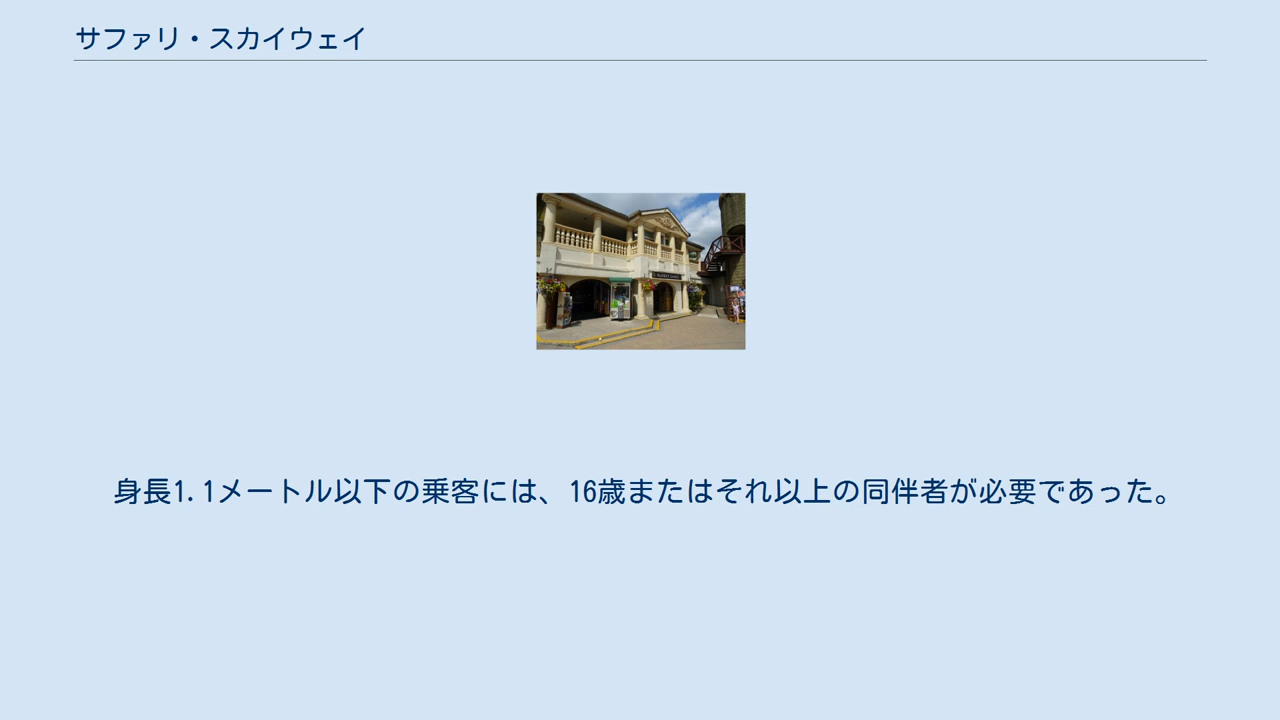 サファリ・スカイウェイ
身長1.1メートル以下の乗客には、16歳またはそれ以上の同伴者が必要であった。